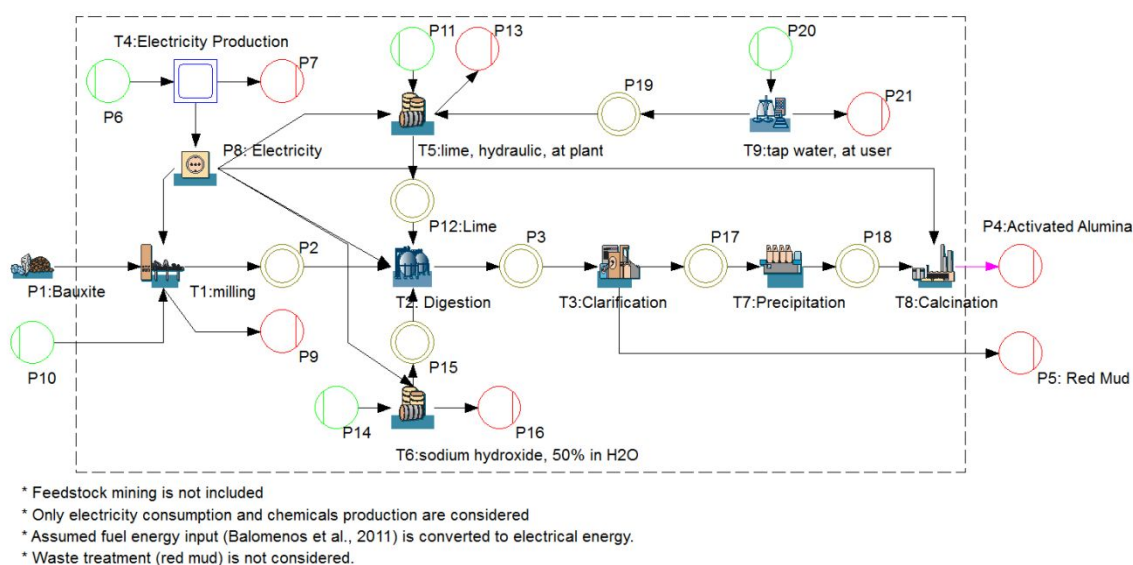 T4:Electricity Production
P11
P13
P20
P7
P19
P6
P21
P8: Electricity
T5:lime, hydraulic, at plant
T9:tap water, at user
P12:Lime
P2
P3
P17
P18
P4:Activated Alumina
P1:Bauxite
T1:milling
T2: Digestion
T3:Clarification
T7:Precipitation
T8:Calcination
P10
P9
P15
P5: Red Mud
P14
P16
T6:sodium hydroxide, 50% in H2O
* Feedstock mining is not included
* Only electricity consumption and chemicals production are considered
* Assumed fuel energy input (Balomenos et al., 2011) is converted to electrical energy.
* Waste treatment (red mud) is not considered.